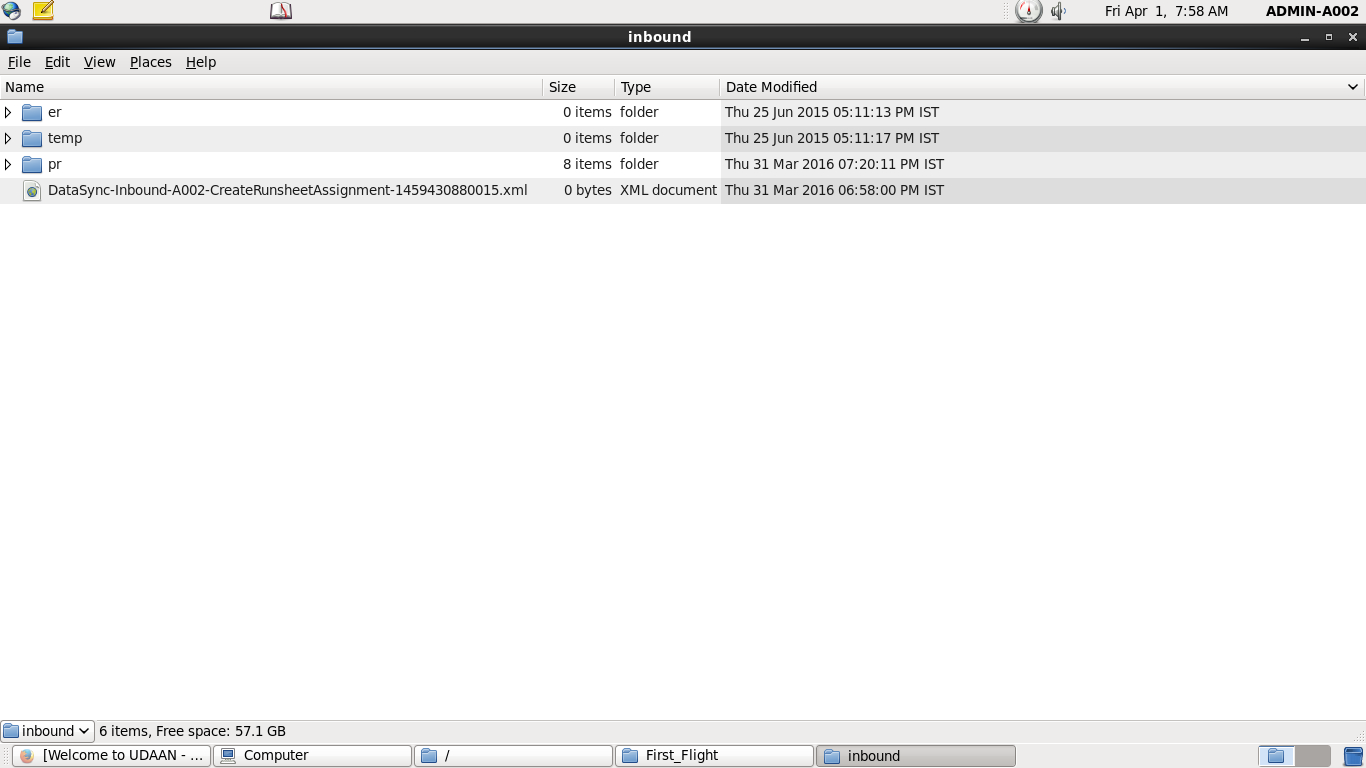 Fri Apr 1, 7:58 AM ADMIN-A002
inbound
File Edit View Places Help
Name Size Type Date Modified
er 0 items folder Thu 25 Jun 2015 05:11:13 PM IST
temp 0 items folder Thu 25 Jun 2015 05:11:17 PM IST
pr 8 items folder Thu 31 Mar 2016 07:20:11 PM IST
DataSync-Inbound-A002-CreateRunsheetAssignment-1459430880015.xml 0 bytes XML document Thu 31 Mar 2016 06:58:00 PM IST
inbound 6 items, Free space: 57.1 GB
[Welcome to UDAAN - ... Computer / First_Flight inbound